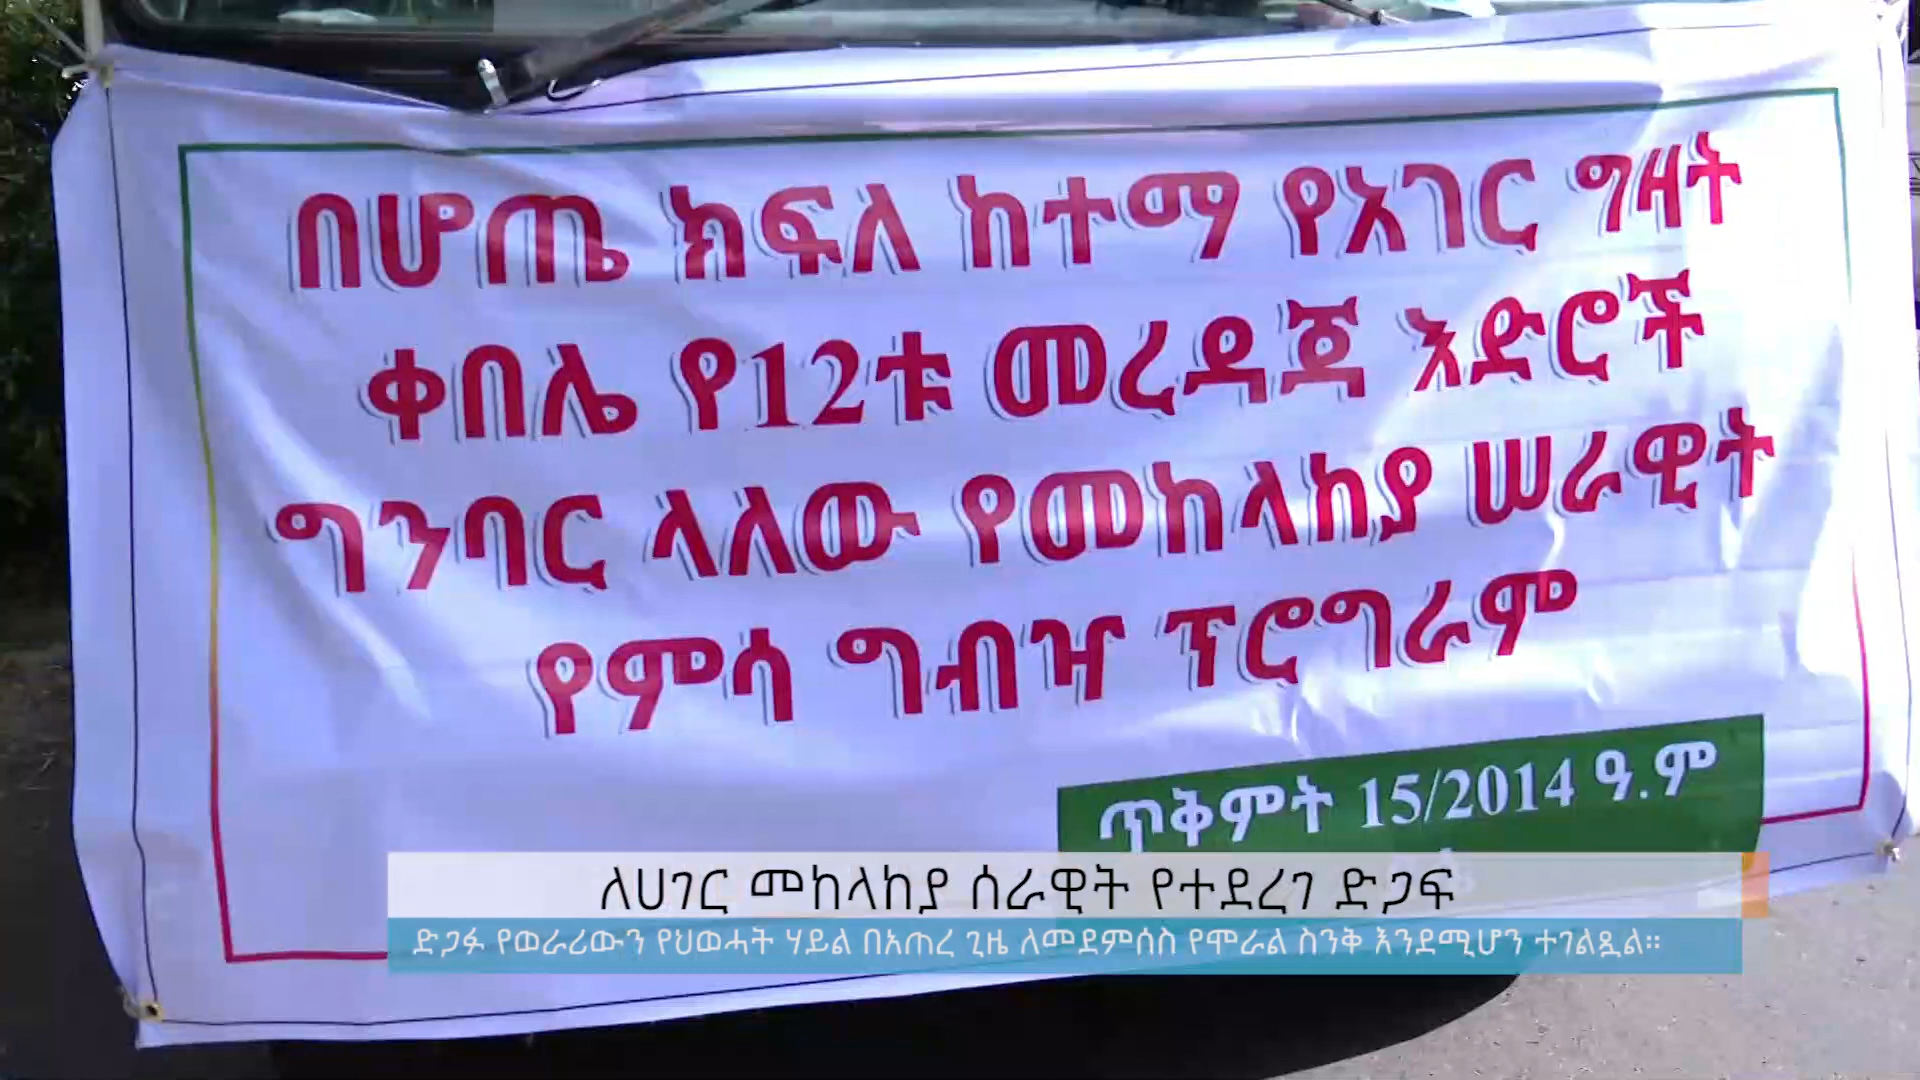 በሆጤ ክፍለ ከተማ የአገር ግዛት
ቀበሌ የ12ቱ መረዳጃ እድሮች
ግንባር ላለው የመከላከያ ሠራዊት
የምሳ ግብዣ ፕሮግራም
ጥቅምት 15/2014 ዓ.ም
ለሀገር መከላከያ ሰራዊት የተደረገ ድጋፍ
ድጋፉ የወራሪውን የህወሓት ሃይል በአጠረ ጊዜ ለመደምሰስ የሞራል ስንቅ እንደሚሆን ተገልጿል።